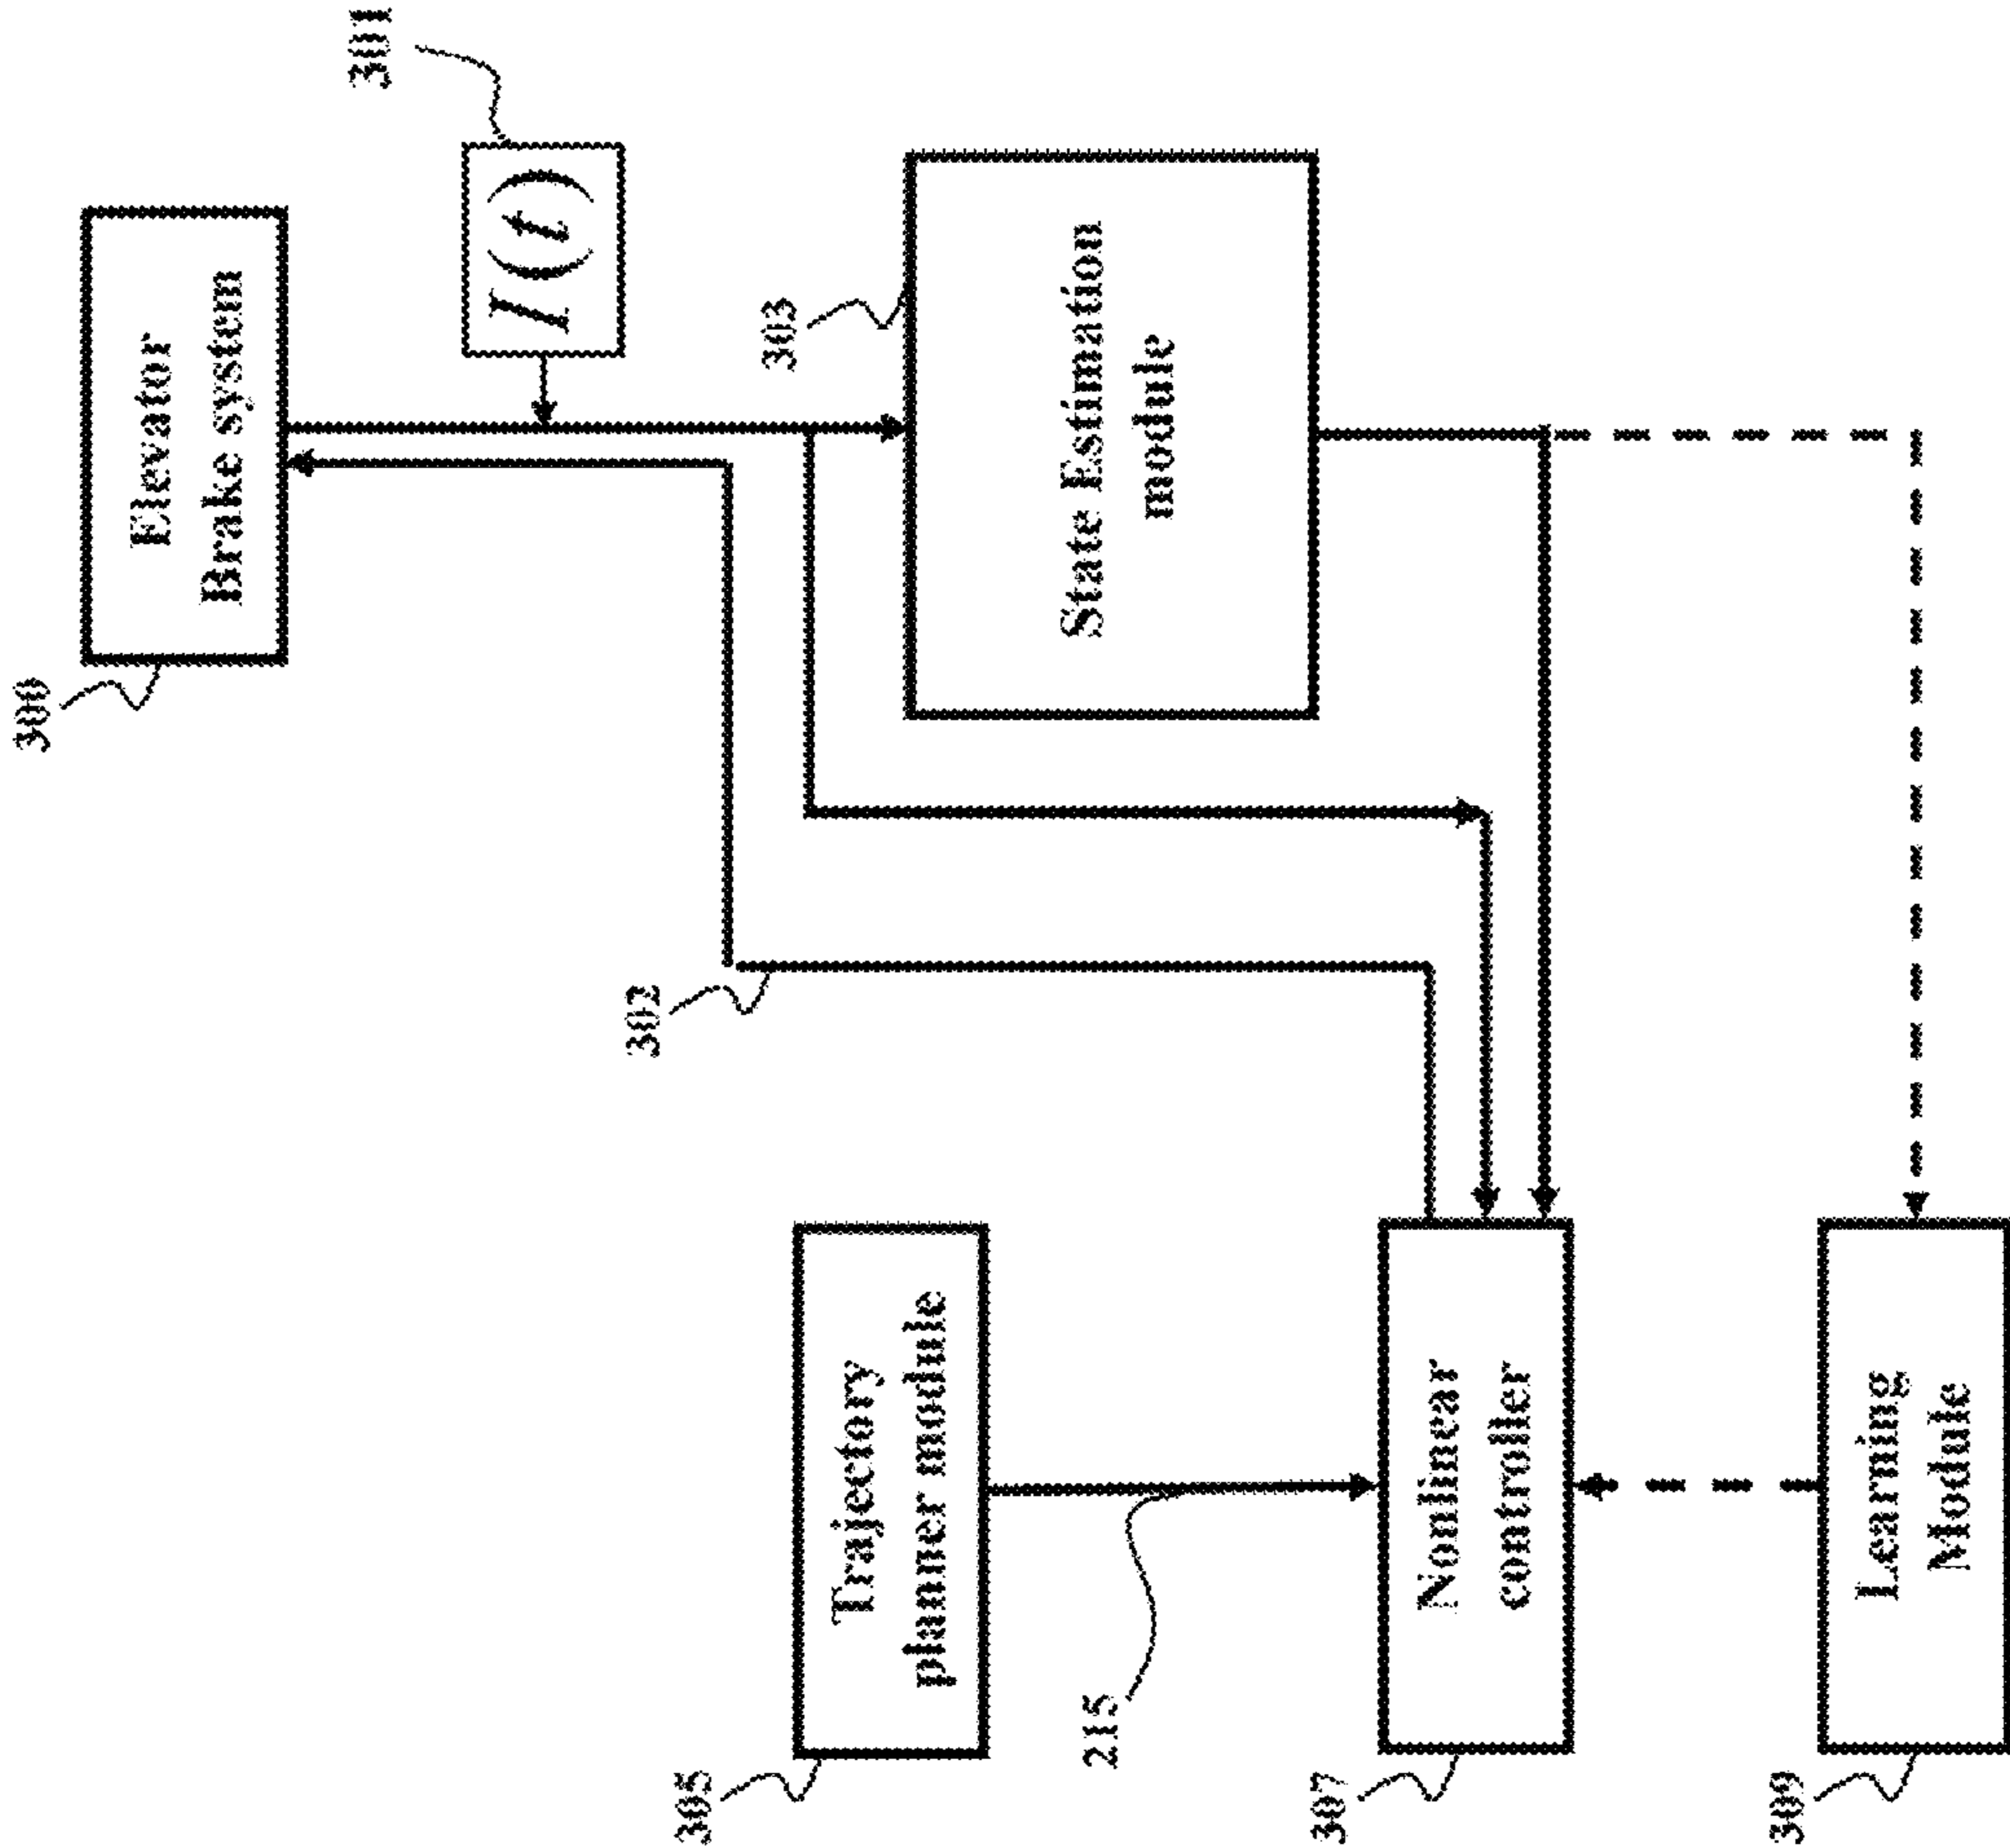 300
Elevator
Brake system
301
I(t)
302
303
State Estimation
module
305
Trajectory
planner module
215
307
Nonlinear
controller
309
Learning
Module